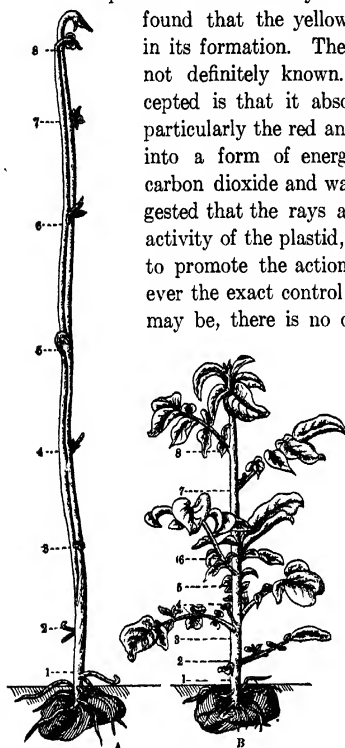 found that the yellow
in its formation. The
not definitely known.
cepted is that it abso
particularly the red an
into a form of energ
carbon dioxide and wa
gested that the rays a
activity of the plastid,
to promote the action
ever the exact control
may be, there is no d
8
7
6
5
4
3
2
1
A
8
7
6
5
4
3
2
1
B